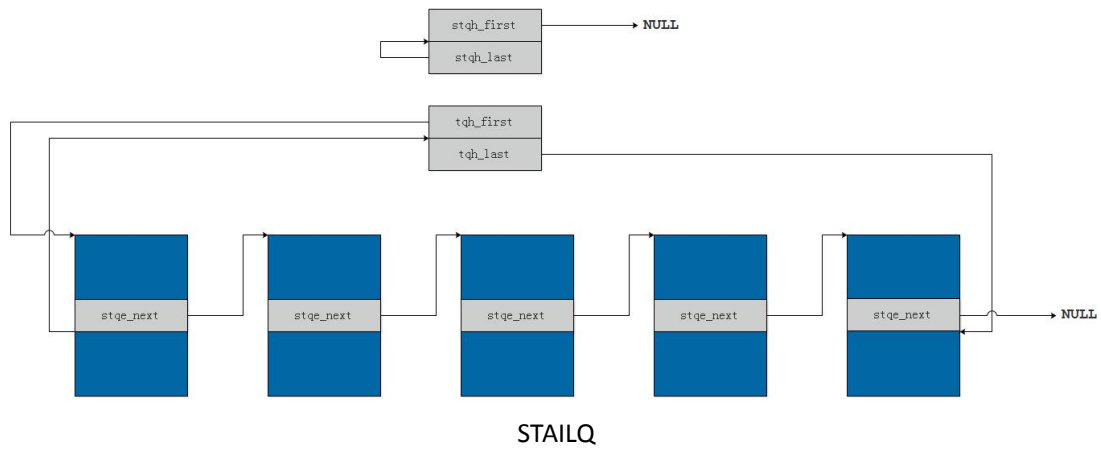 stqh_first
NULL
stqh_last
tqh_first
tqh_last
stqe_next
stqe_next
stqe_next
stqe_next
stqe_next
NULL
STAILQ